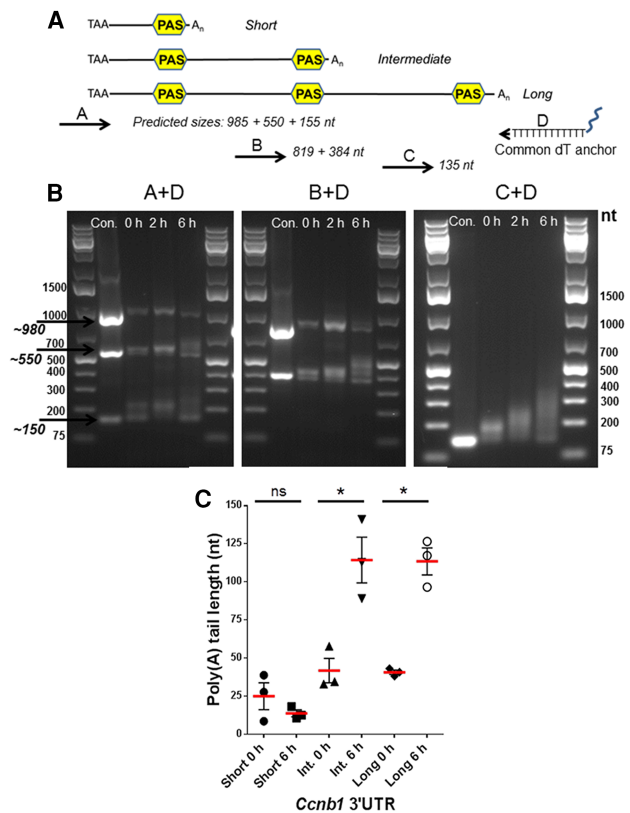 A
TAA PAS An Short
TAA PAS PAS An Intermediate
TAA PAS PAS PAS An Long
A Predicted sizes: 985 + 550 + 155 nt
D
B 819 + 384 nt
C 135 nt
Common dT anchor
B
A+D B+D C+D
Con. 0 h 2 h 6 h Con. 0 h 2 h 6 h Con. 0 h 2 h 6 h nt
1500
1000
~980
700
~550
500
400
300
200
~150
75
1500
1000
700
500
400
300
200
75
C
ns * *
Poly(A) tail length (nt)
150
125
100
75
50
25
0
Short 0 h
Short 6 h
Int. 0 h
Int. 6 h
Long 0 h
Long 6 h
Ccnb1 3'UTR